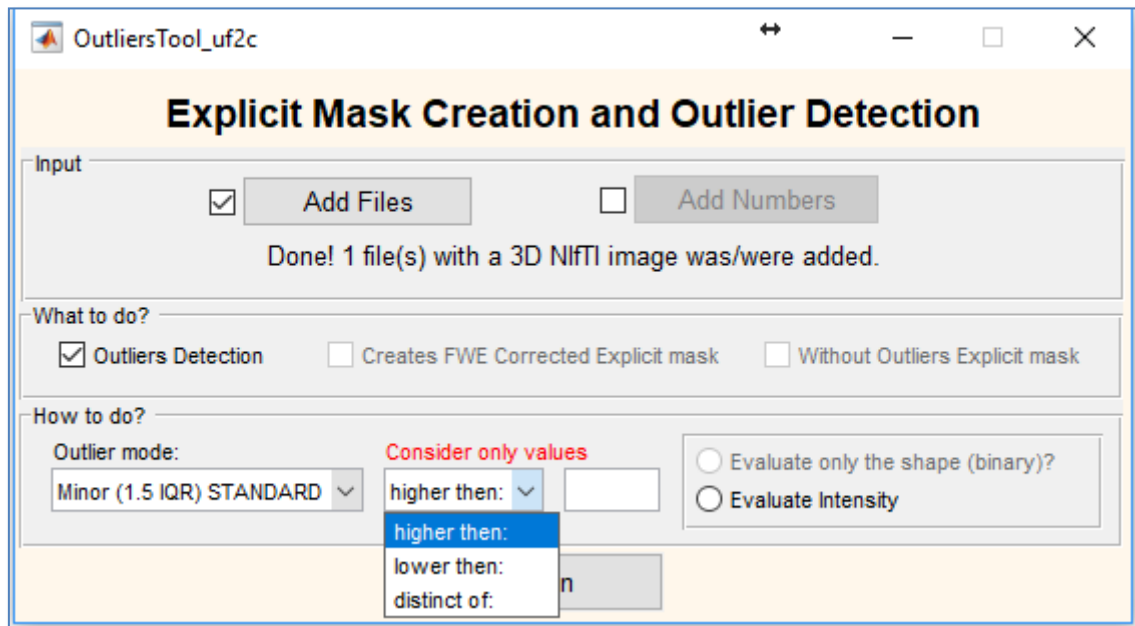 OutliersTool_uf2c
Explicit Mask Creation and Outlier Detection
Input
Add Files
Add Numbers
Done! 1 file(s) with a 3D NIfTI image was/were added.
What to do?
Outliers Detection
Creates FWE Corrected Explicit mask
Without Outliers Explicit mask
How to do?
Outlier mode:
Minor (1.5 IQR) STANDARD
Consider only values
higher then:
higher then:
lower then:
distinct of:
Evaluate only the shape (binary)?
Evaluate Intensity